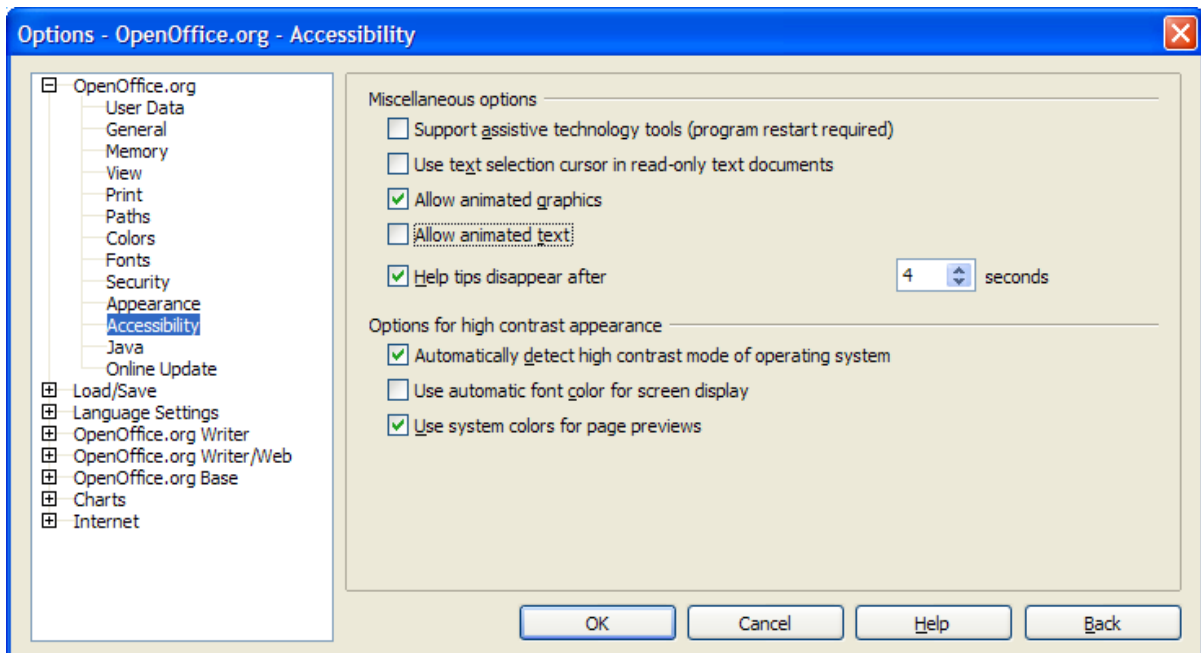 Options - OpenOffice.org - Accessibility
OpenOffice.org
User Data
General
Memory
View
Print
Paths
Colors
Fonts
Security
Appearance
Accessibility
Java
Online Update
Load/Save
Language Settings
OpenOffice.org Writer
OpenOffice.org Writer/Web
OpenOffice.org Base
Charts
Internet
Miscellaneous options
Support assistive technology tools (program restart required)
Use text selection cursor in read-only text documents
Allow animated graphics
Allow animated text
Help tips disappear after 4 seconds
Options for high contrast appearance
Automatically detect high contrast mode of operating system
Use automatic font color for screen display
Use system colors for page previews
OK Cancel Help Back